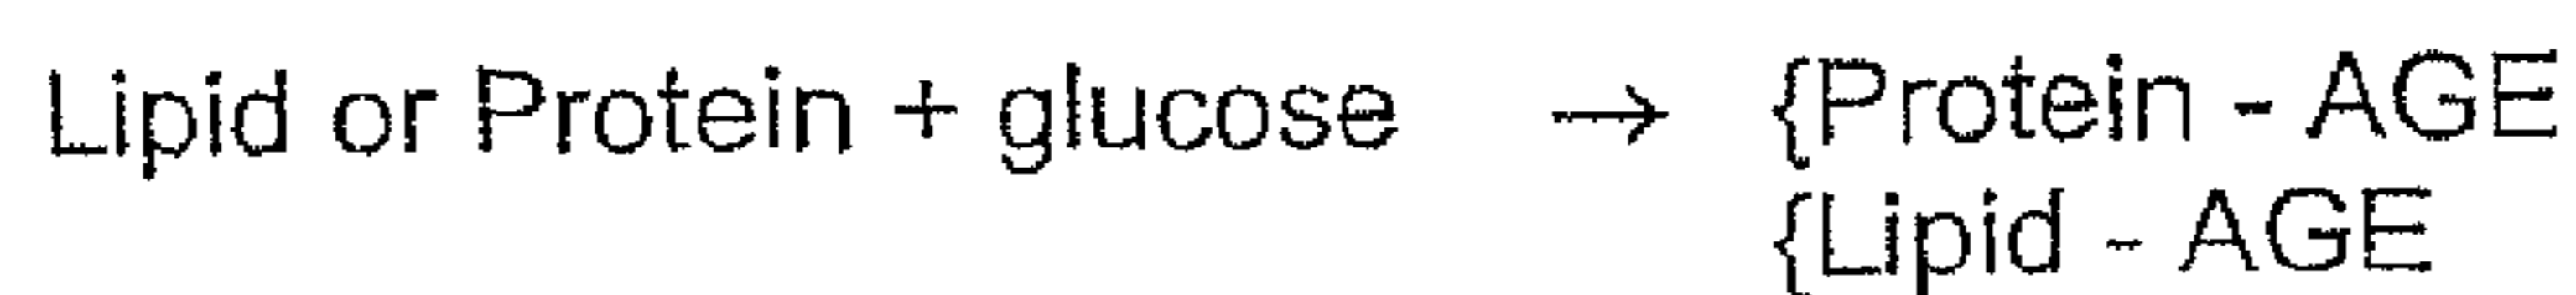 Lipid or Protein + glucose → {Protein - AGE
{Lipid - AGE